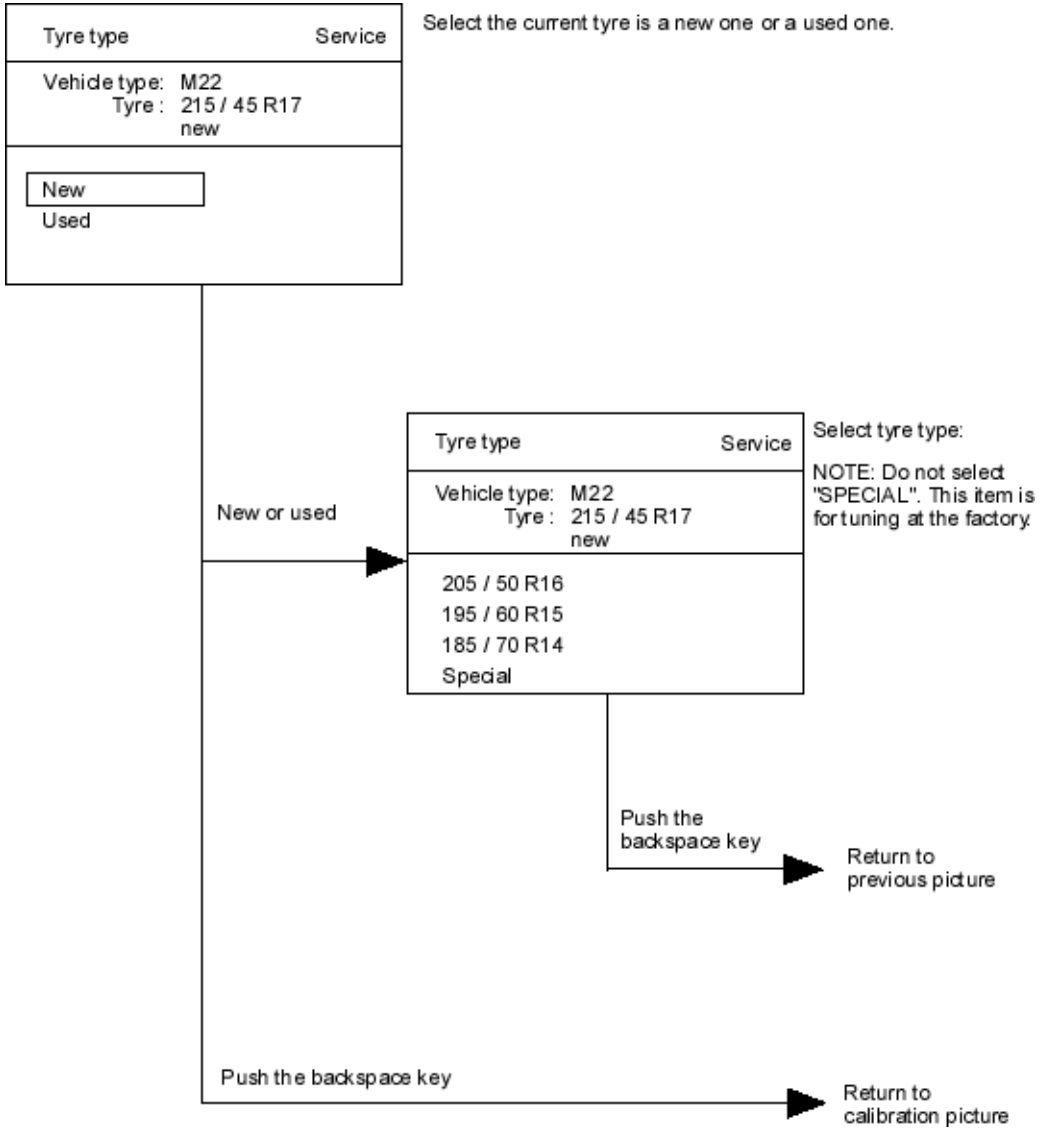 Tyre type Service
Select the current tyre is a new one or a used one.
Vehicle type: M22
Tyre : 215 / 45 R17
new
New
Used
New or used
Tyre type Service
Vehicle type: M22
Tyre : 215 / 45 R17
new
205 / 50 R16
195 / 60 R15
185 / 70 R14
Special
Select tyre type:
NOTE: Do not select
"SPECIAL". This item is
for tuning at the factory.
Push the
backspace key
Return to
previous picture
Push the backspace key
Return to
calibration picture